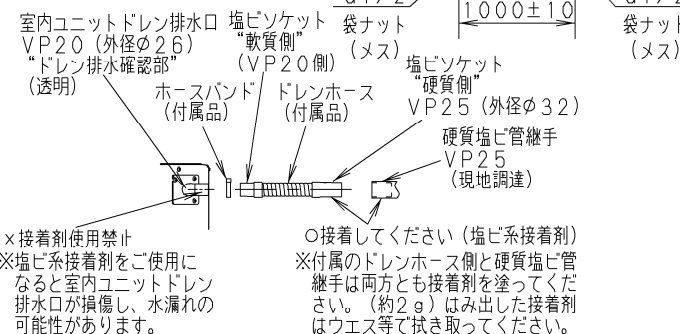 1000±10
袋ナット
(メス)
袋ナット
(メス)
室内ユニットドレン排水口
VP20 (外径φ26)
“ドレン排水確認部”
(透明)
塩ビソケット
“軟質側”
(VP20側)
ホースバンド
(付属品)
ドレンホース
(付属品)
塩ビソケット
“硬質側”
VP25 (外径φ32)
硬質塩ビ管継手
VP25
(現地調達)
×接着剤使用禁止
※塩ビ系接着剤をご使用に
なると室内ユニットドレン
排水口が損傷し、水漏れの
可能性があります。
○接着してください (塩ビ系接着剤)
※付属のドレンホース側と硬質塩ビ管
継手は両方とも接着剤を塗ってくだ
さい。 (約2g) はみ出した接着剤
はウエス等で拭き取ってください。